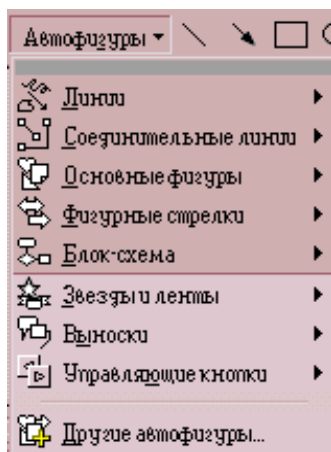 Автофигуры
Линии
Соединительные линии
Основные фигуры
Фигурные стрелки
Блок-схема
Звезды и ленты
Выноски
Управляющие кнопки
Другие автофигуры...